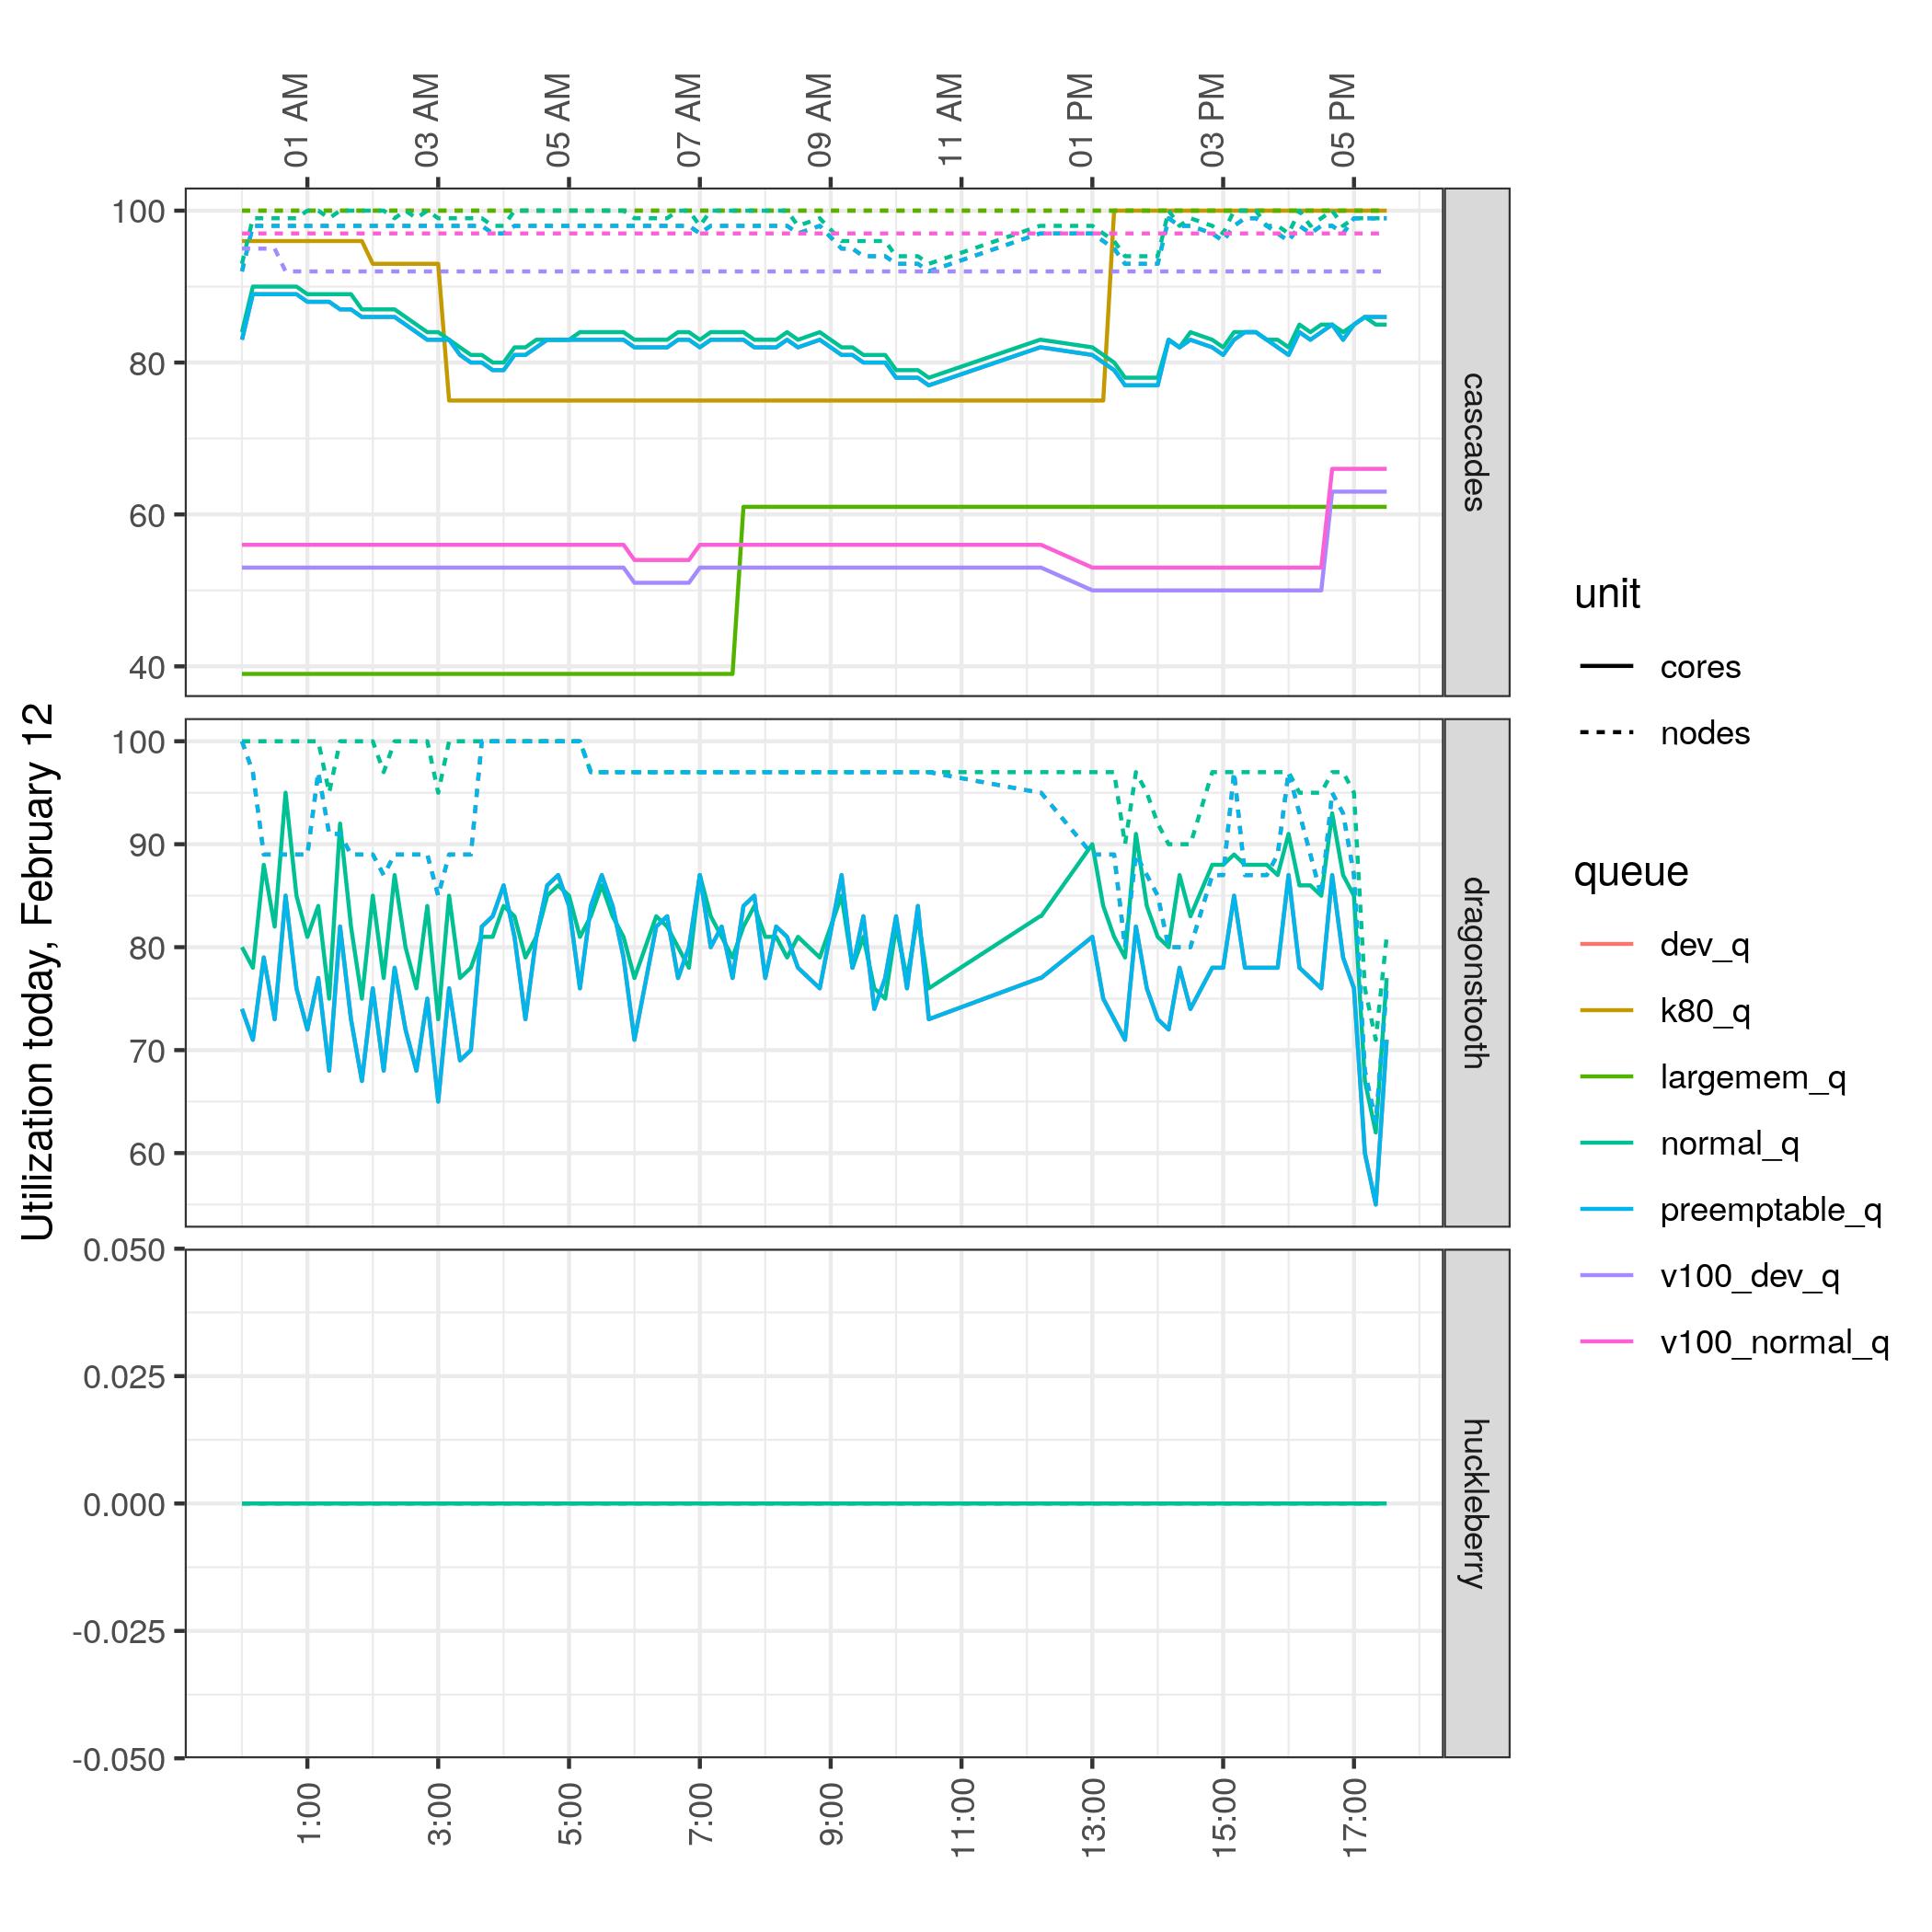 01 AM
03 AM
05 AM
07 AM
09 AM
11 AM
01 PM
03 PM
05 PM
Utilization today, February 12
100
80
60
40
cascades
100
90
80
70
60
dragonstooth
0.050
0.025
0.000
-0.025
-0.050
huckleberry
1:00
3:00
5:00
7:00
9:00
11:00
13:00
15:00
17:00
unit
cores
nodes
queue
dev_q
k80_q
largemem_q
normal_q
preemptable_q
v100_dev_q
v100_normal_q